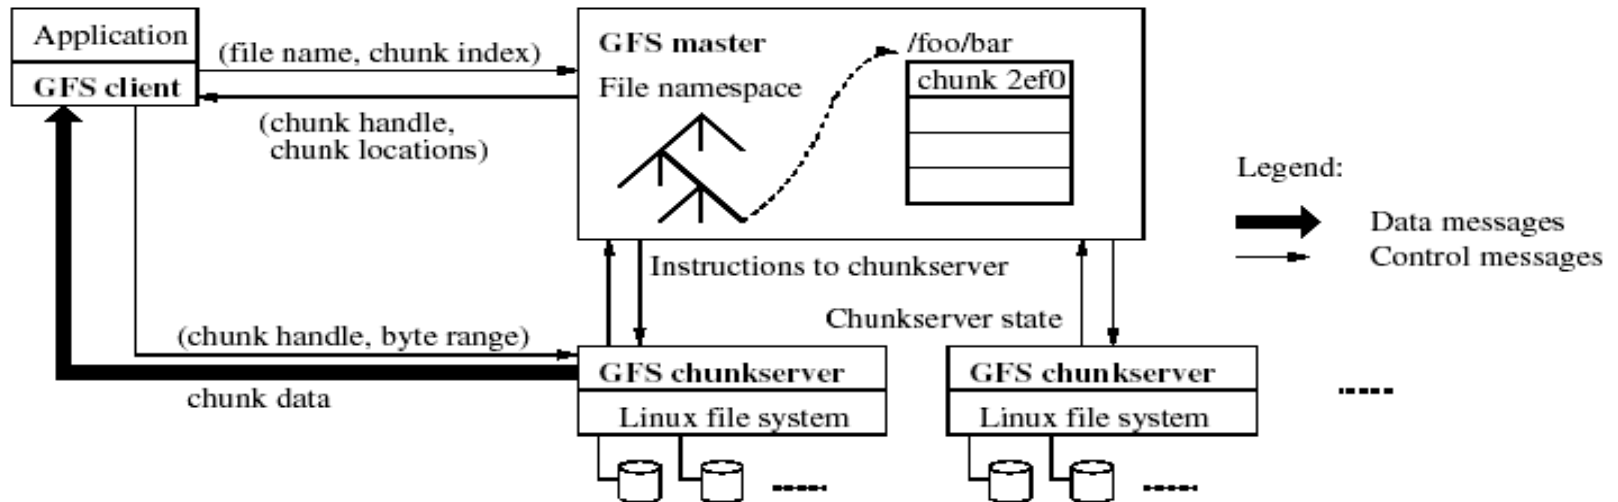 Application
GFS client
(file name, chunk index)
(chunk handle,
chunk locations)
GFS master
File namespace
/foo/bar
chunk 2ef0
Legend:
Data messages
Control messages
Instructions to chunkserver
Chunkserver state
(chunk handle, byte range)
chunk data
GFS chunkserver
Linux file system
GFS chunkserver
Linux file system